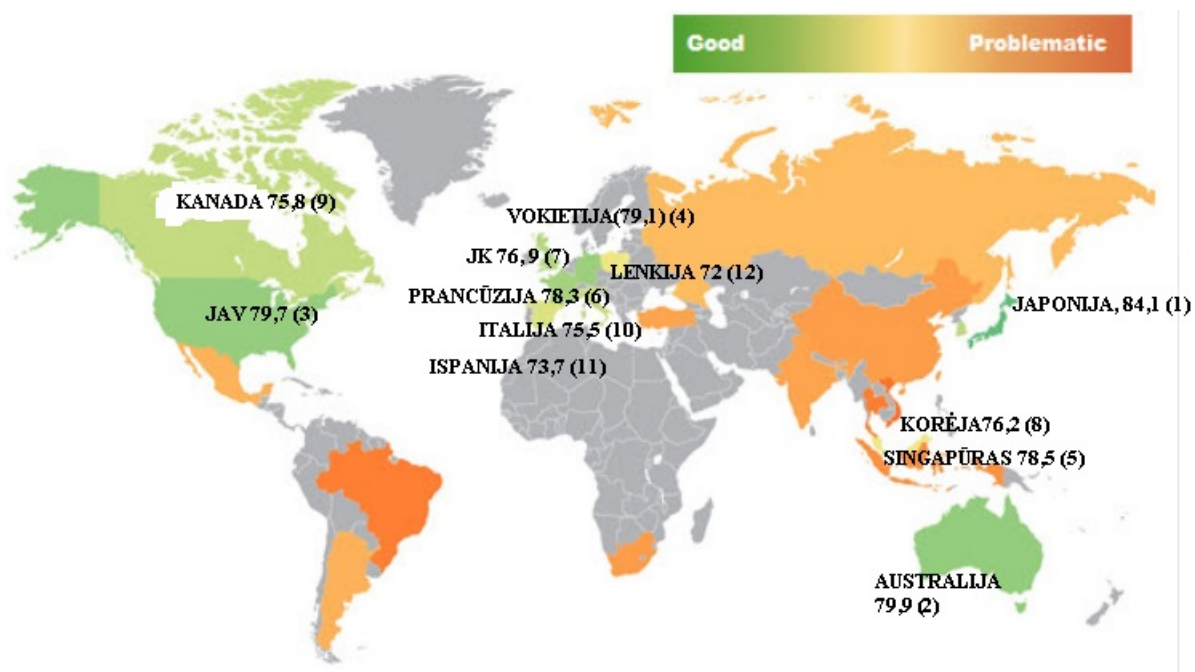 Good
Problematic
KANADA 75,8 (9)
VOKIETIJA(79,1) (4)
JK 76,9 (7)
LENKIJA 72 (12)
PRANCŪZIJA 78,3 (6)
JAV 79,7 (3)
JAPONIJA, 84,1 (1)
ITALIJA 75,5 (10)
ISPANIJA 73,7 (11)
KORĖJA76,2 (8)
SINGAPŪRAS 78,5 (5)
AUSTRALIJA
79,9 (2)